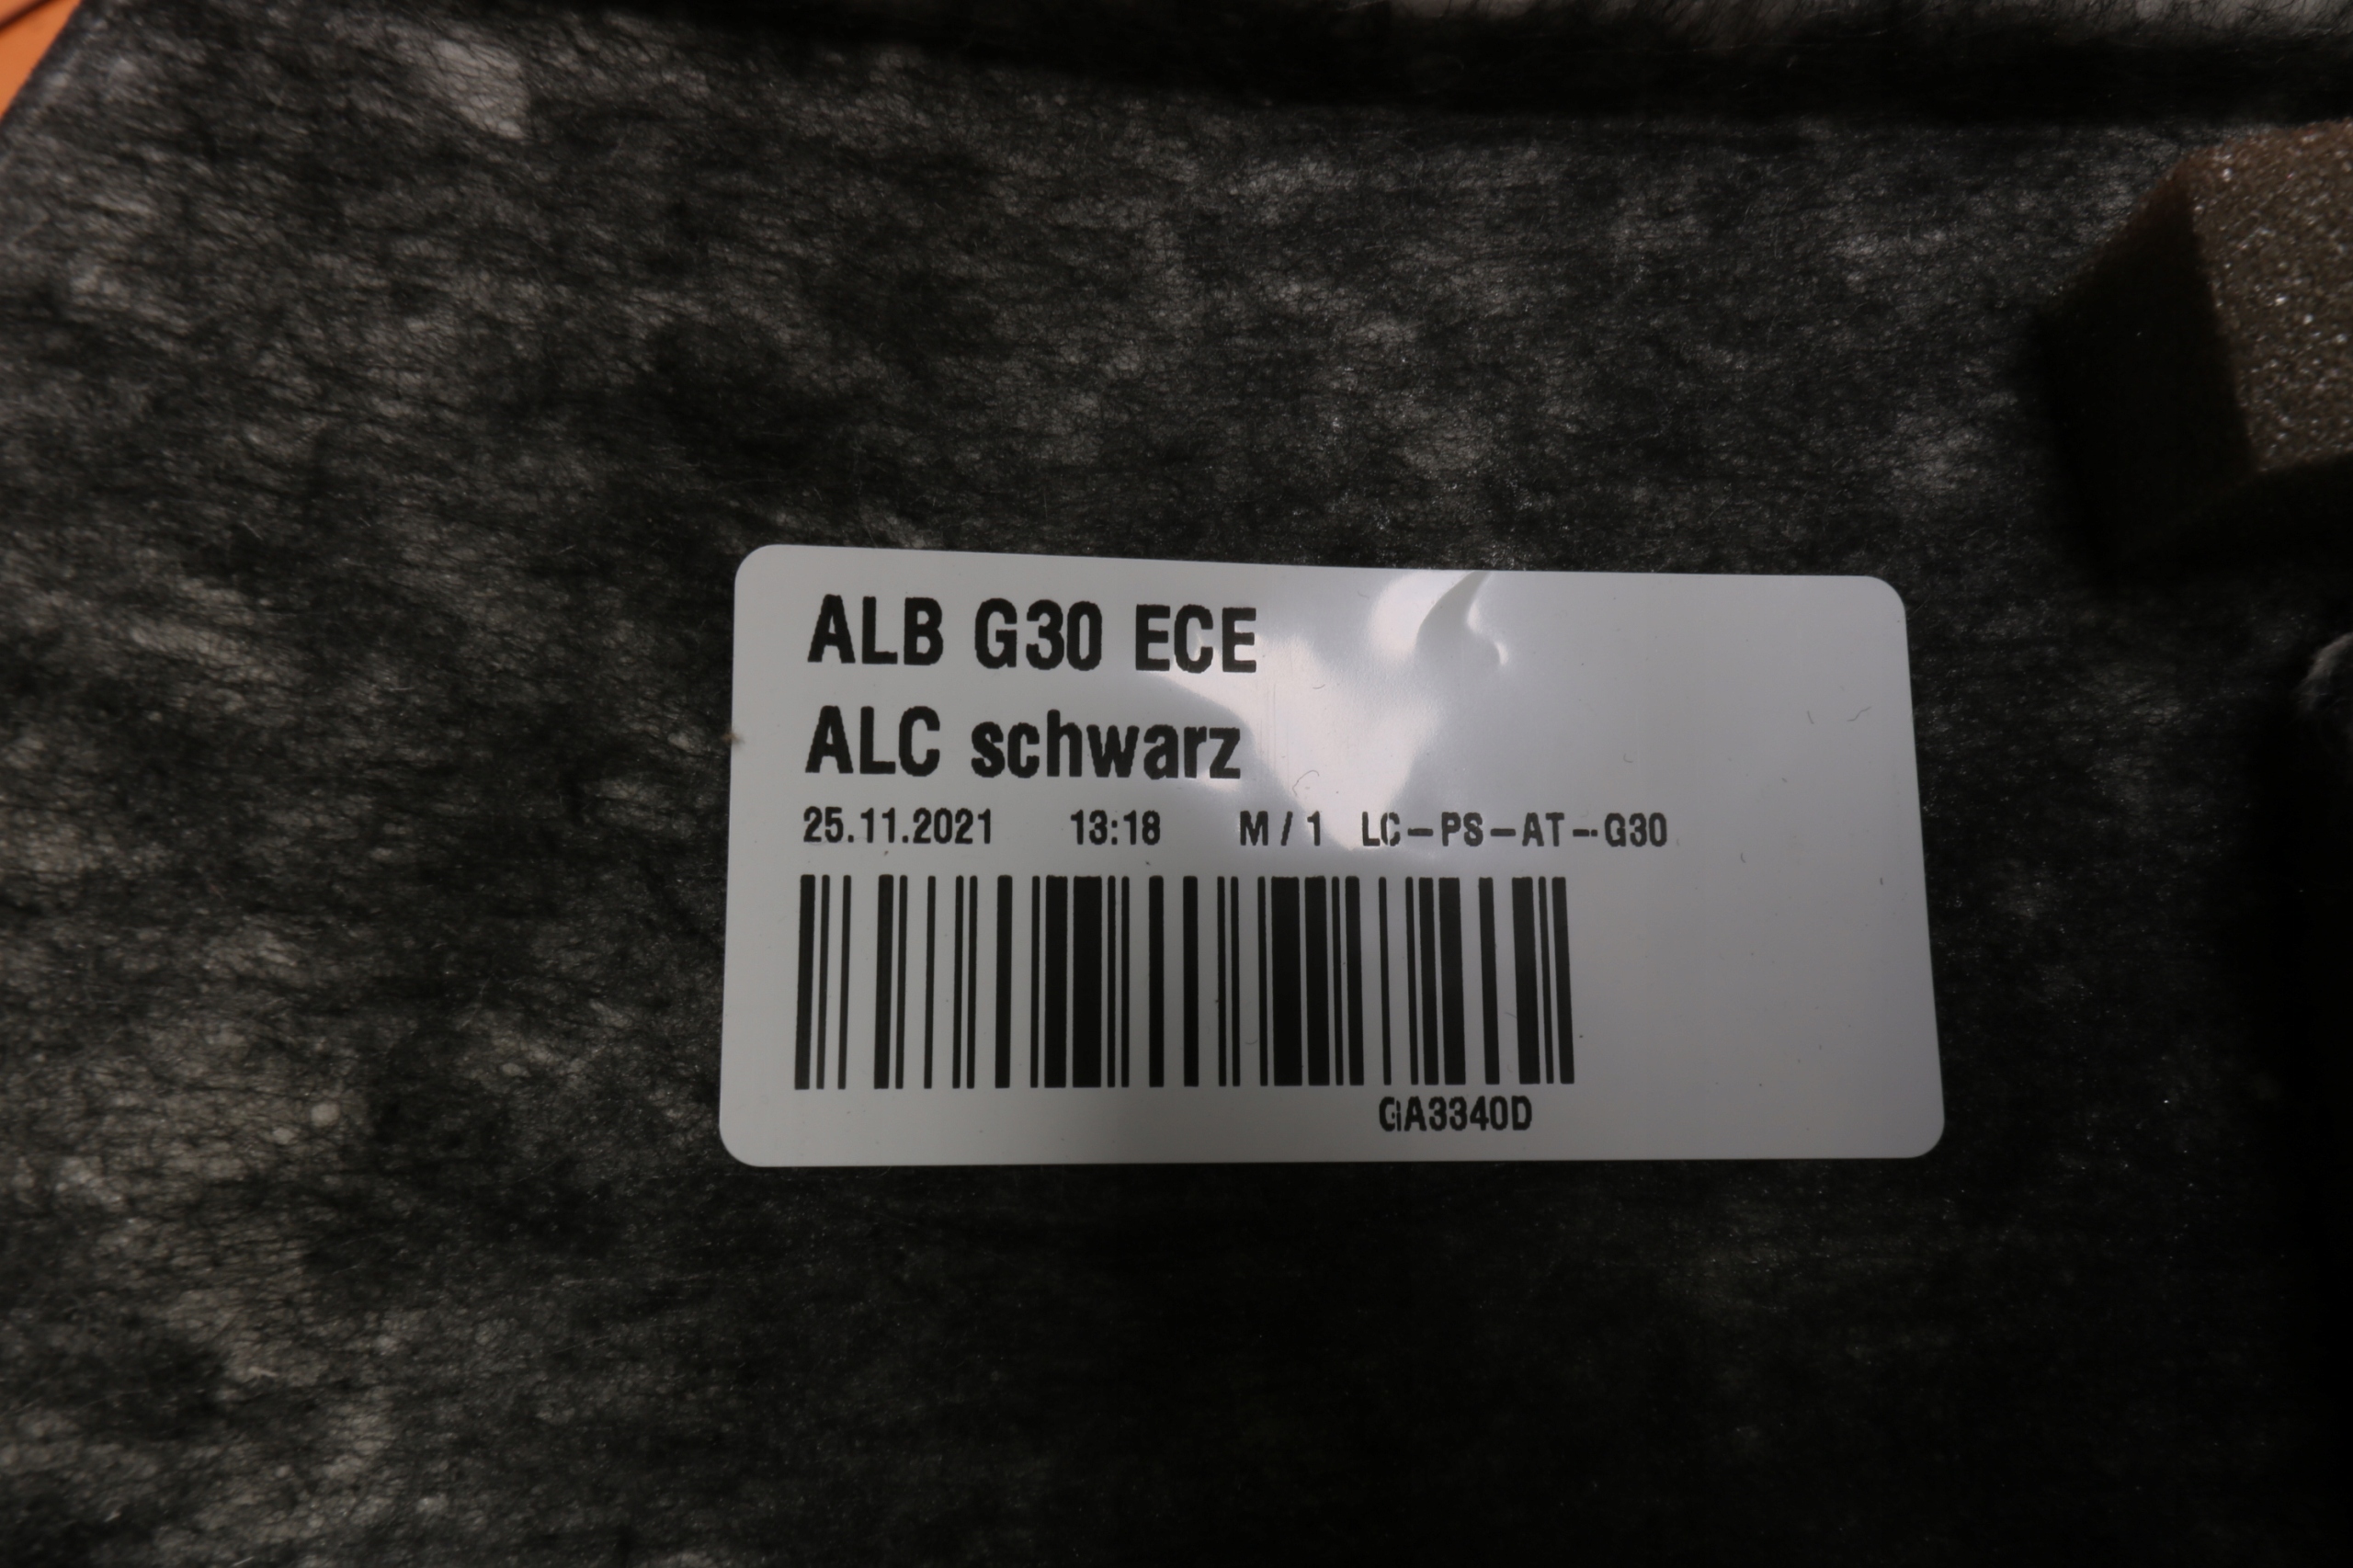 ALB G30 ECE
ALC schwarz
25.11.2021 13:18 M / 1 LC-PS-AT-G30
GA3340D